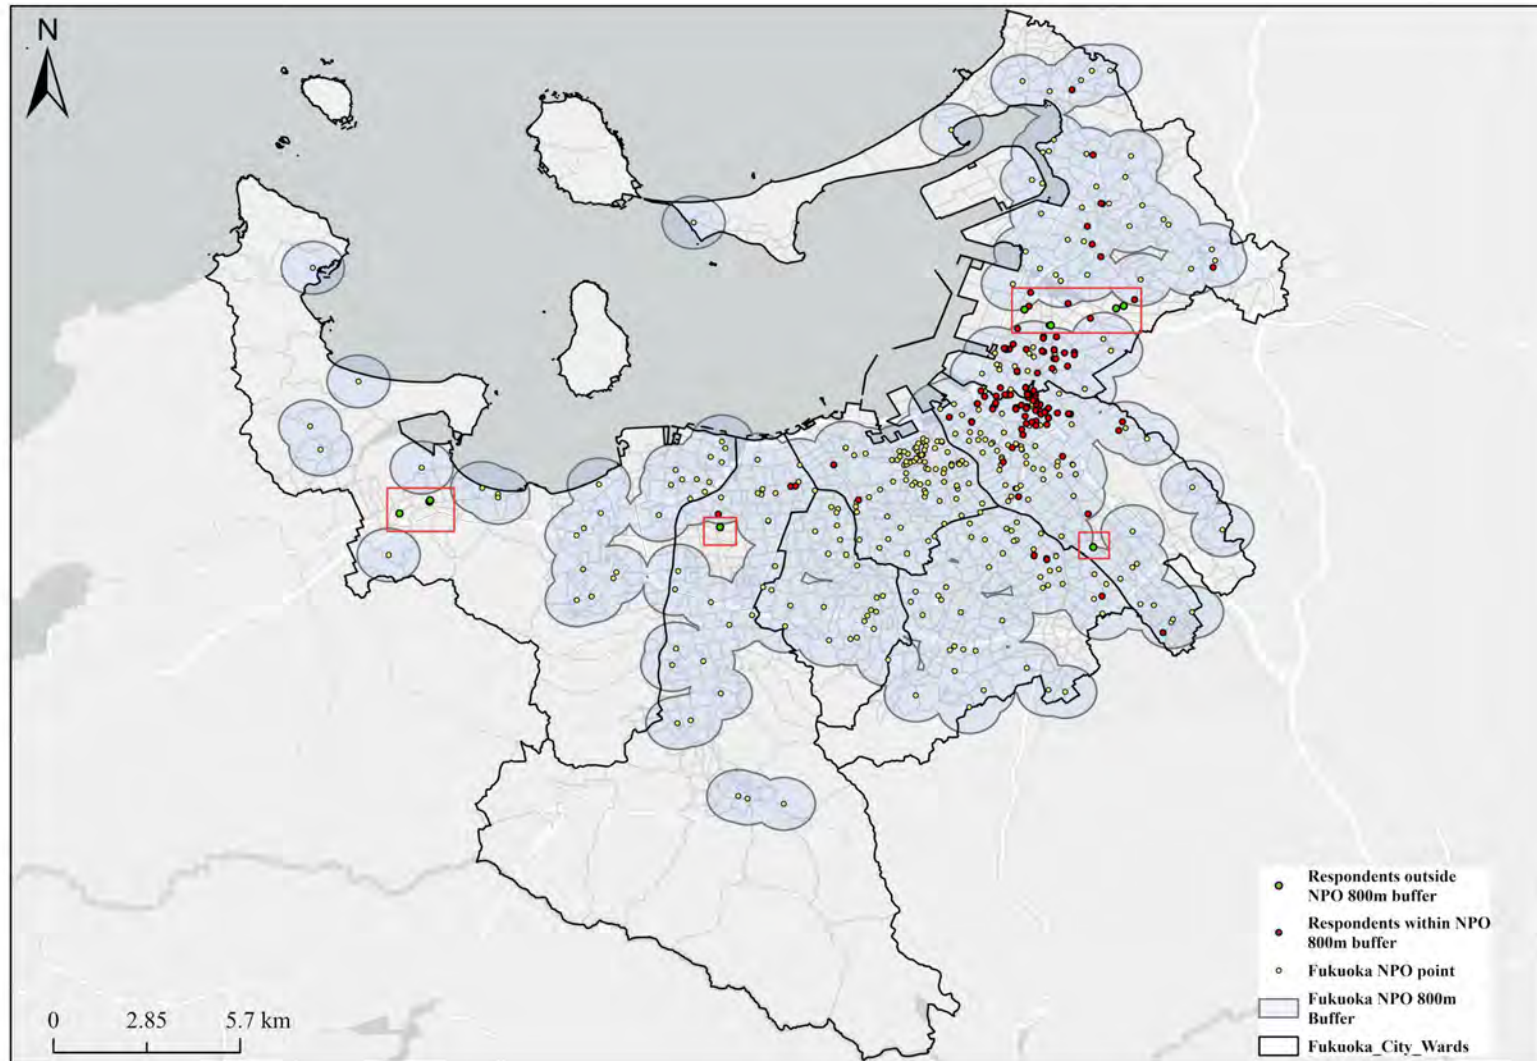 N
Respondents outside
NPO 800m buffer
Respondents within NPO
800m buffer
Fukuoka NPO point
Fukuoka NPO 800m
Buffer
Fukuoka_City_Wards
0 2.85 5.7 km